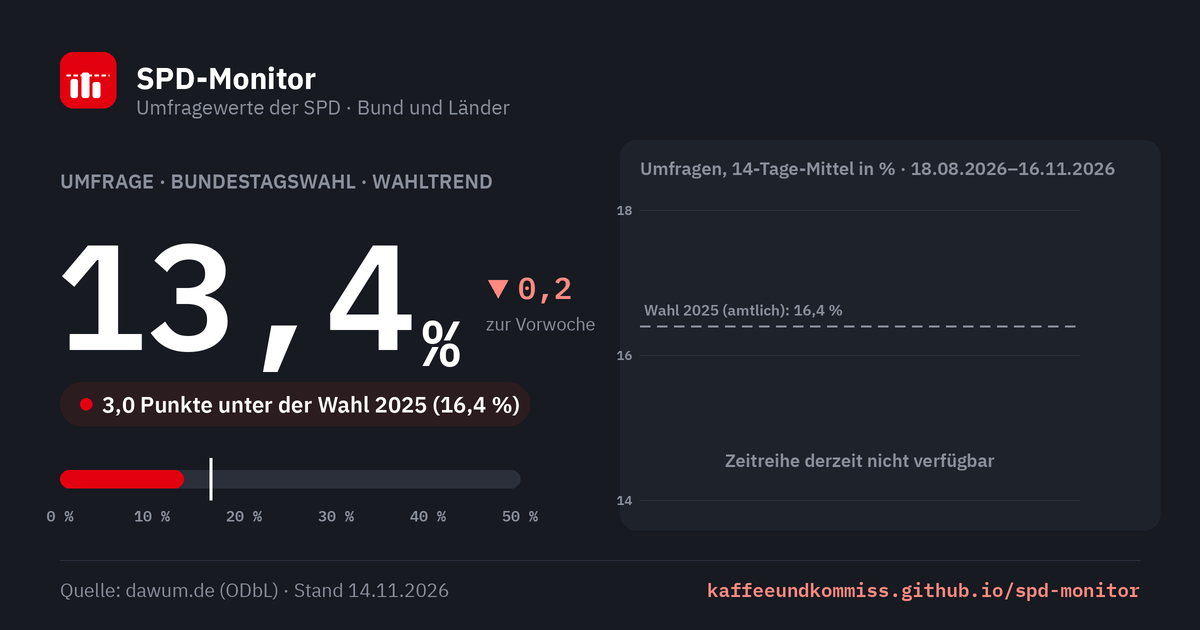 SPD-Monitor
Umfragewerte der SPD · Bund und Länder
UMFRAGE · BUNDESTAGSWAHL · WAHLTREND
13,4 %
▼ 0,2
zur Vorwoche
3,0 Punkte unter der Wahl 2025 (16,4 %)
0 % 10 % 20 % 30 % 40 % 50 %
Umfragen, 14-Tage-Mittel in % · 18.08.2026–16.11.2026
18
Wahl 2025 (amtlich): 16,4 %
16
Zeitreihe derzeit nicht verfügbar
14
Quelle: dawum.de (ODbL) · Stand 14.11.2026
kaffeeundkommiss.github.io/spd-monitor